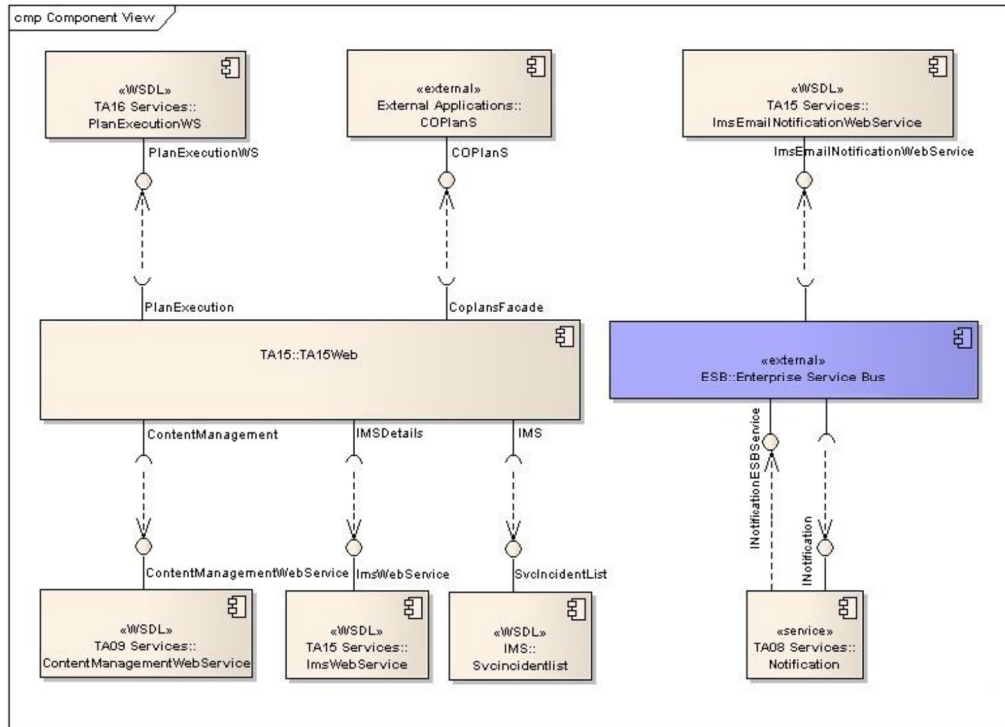 cmp Component View
«WSDL»
TA16 Services::
PlanExecutionWS
«external»
External Applications::
COPlanS
«WSDL»
TA15 Services::
ImsEmailNotificationWebService
PlanExecutionWS
COPlanS
ImsEmailNotificationWebService
PlanExecution
CoplansFacade
TA15::TA15Web
«external»
ESB::Enterprise Service Bus
ContentManagement
IMSDetails
IMS
INotificationESBService
INotification
ContentManagementWebService
ImsWebService
SvcIncidentList
«WSDL»
TA09 Services::
ContentManagementWebService
«WSDL»
TA15 Services::
ImsWebService
«WSDL»
IMS::
Svcincidentlist
«service»
TA08 Services::
Notification